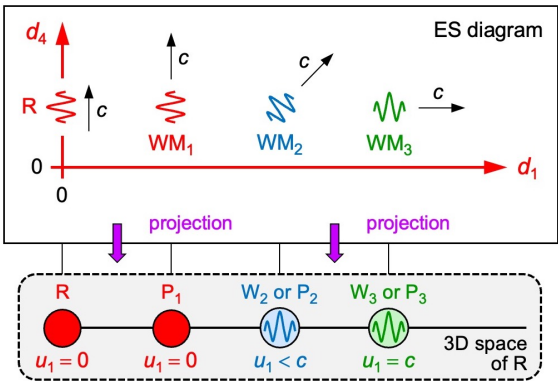 d₄
ES diagram
c
c
c
c
R
WM₁
WM₂
WM₃
0
d₁
0
projection
projection
R
P₁
W₂ or P₂
W₃ or P₃
u₁ = 0
u₁ = 0
u₁ < c
u₁ = c
3D space
of R